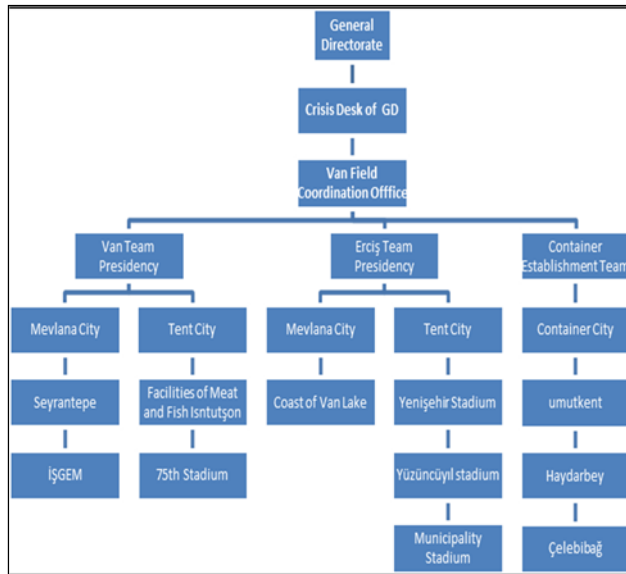 General
Directorate
Crisis Desk of GD
Van Field
Coordination Offfice
Van Team
Presidency
Erciş Team
Presidency
Container
Establishment Team
Mevlana City
Tent City
Mevlana City
Tent City
Container City
Seyrantepe
Facilities of Meat
and Fish Isntutşon
Coast of Van Lake
Yenişehir Stadium
umutkent
İŞGEM
75th Stadium
Yüzüncüyıl stadium
Haydarbey
Municipality
Stadium
Çelebibağ